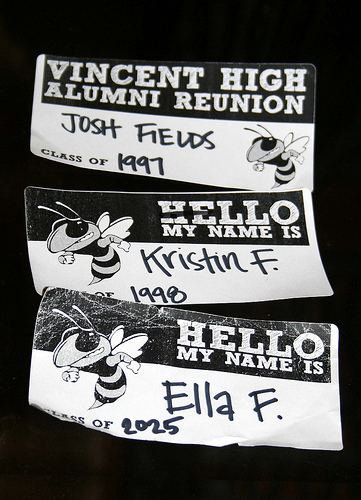 VINCENT HIGH
ALUMNI REUNION
JOSH FIELDS
CLASS OF 1997
HELLO
MY NAME IS
Kristin F.
OF 1998
HELLO
MY NAME IS
Ella F.
CLASS OF 2025